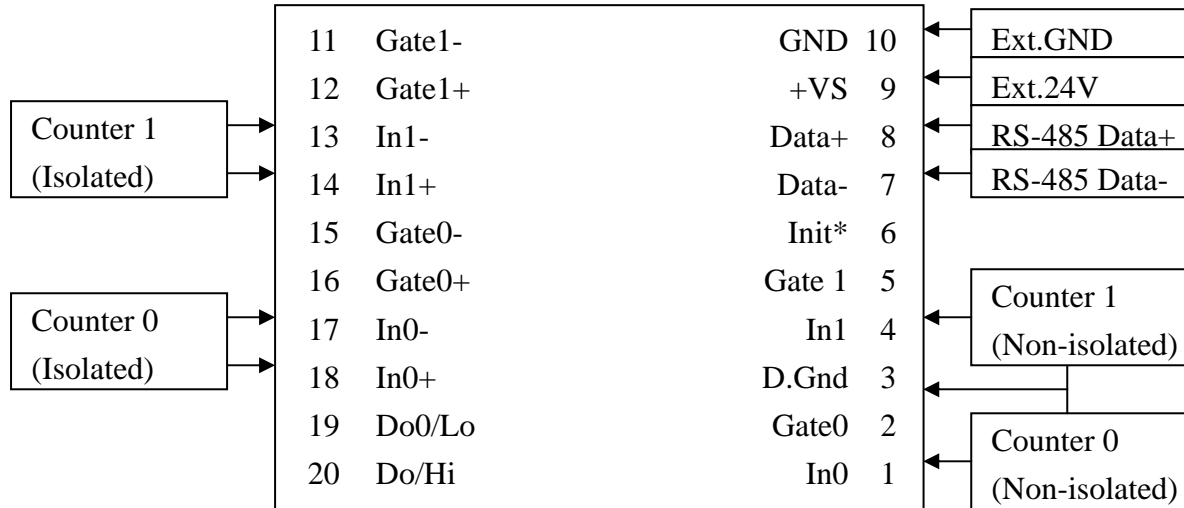 11 Gate1- GND 10
12 Gate1+ +VS 9
13 In1- Data+ 8
14 In1+ Data- 7
15 Gate0- Init* 6
16 Gate0+ Gate 1 5
17 In0- In1 4
18 In0+ D.Gnd 3
19 Do0/Lo Gate0 2
20 Do/Hi In0 1
Counter 1
(Isolated)
Counter 0
(Isolated)
Ext.GND
Ext.24V
RS-485 Data+
RS-485 Data-
Counter 1
(Non-isolated)
Counter 0
(Non-isolated)